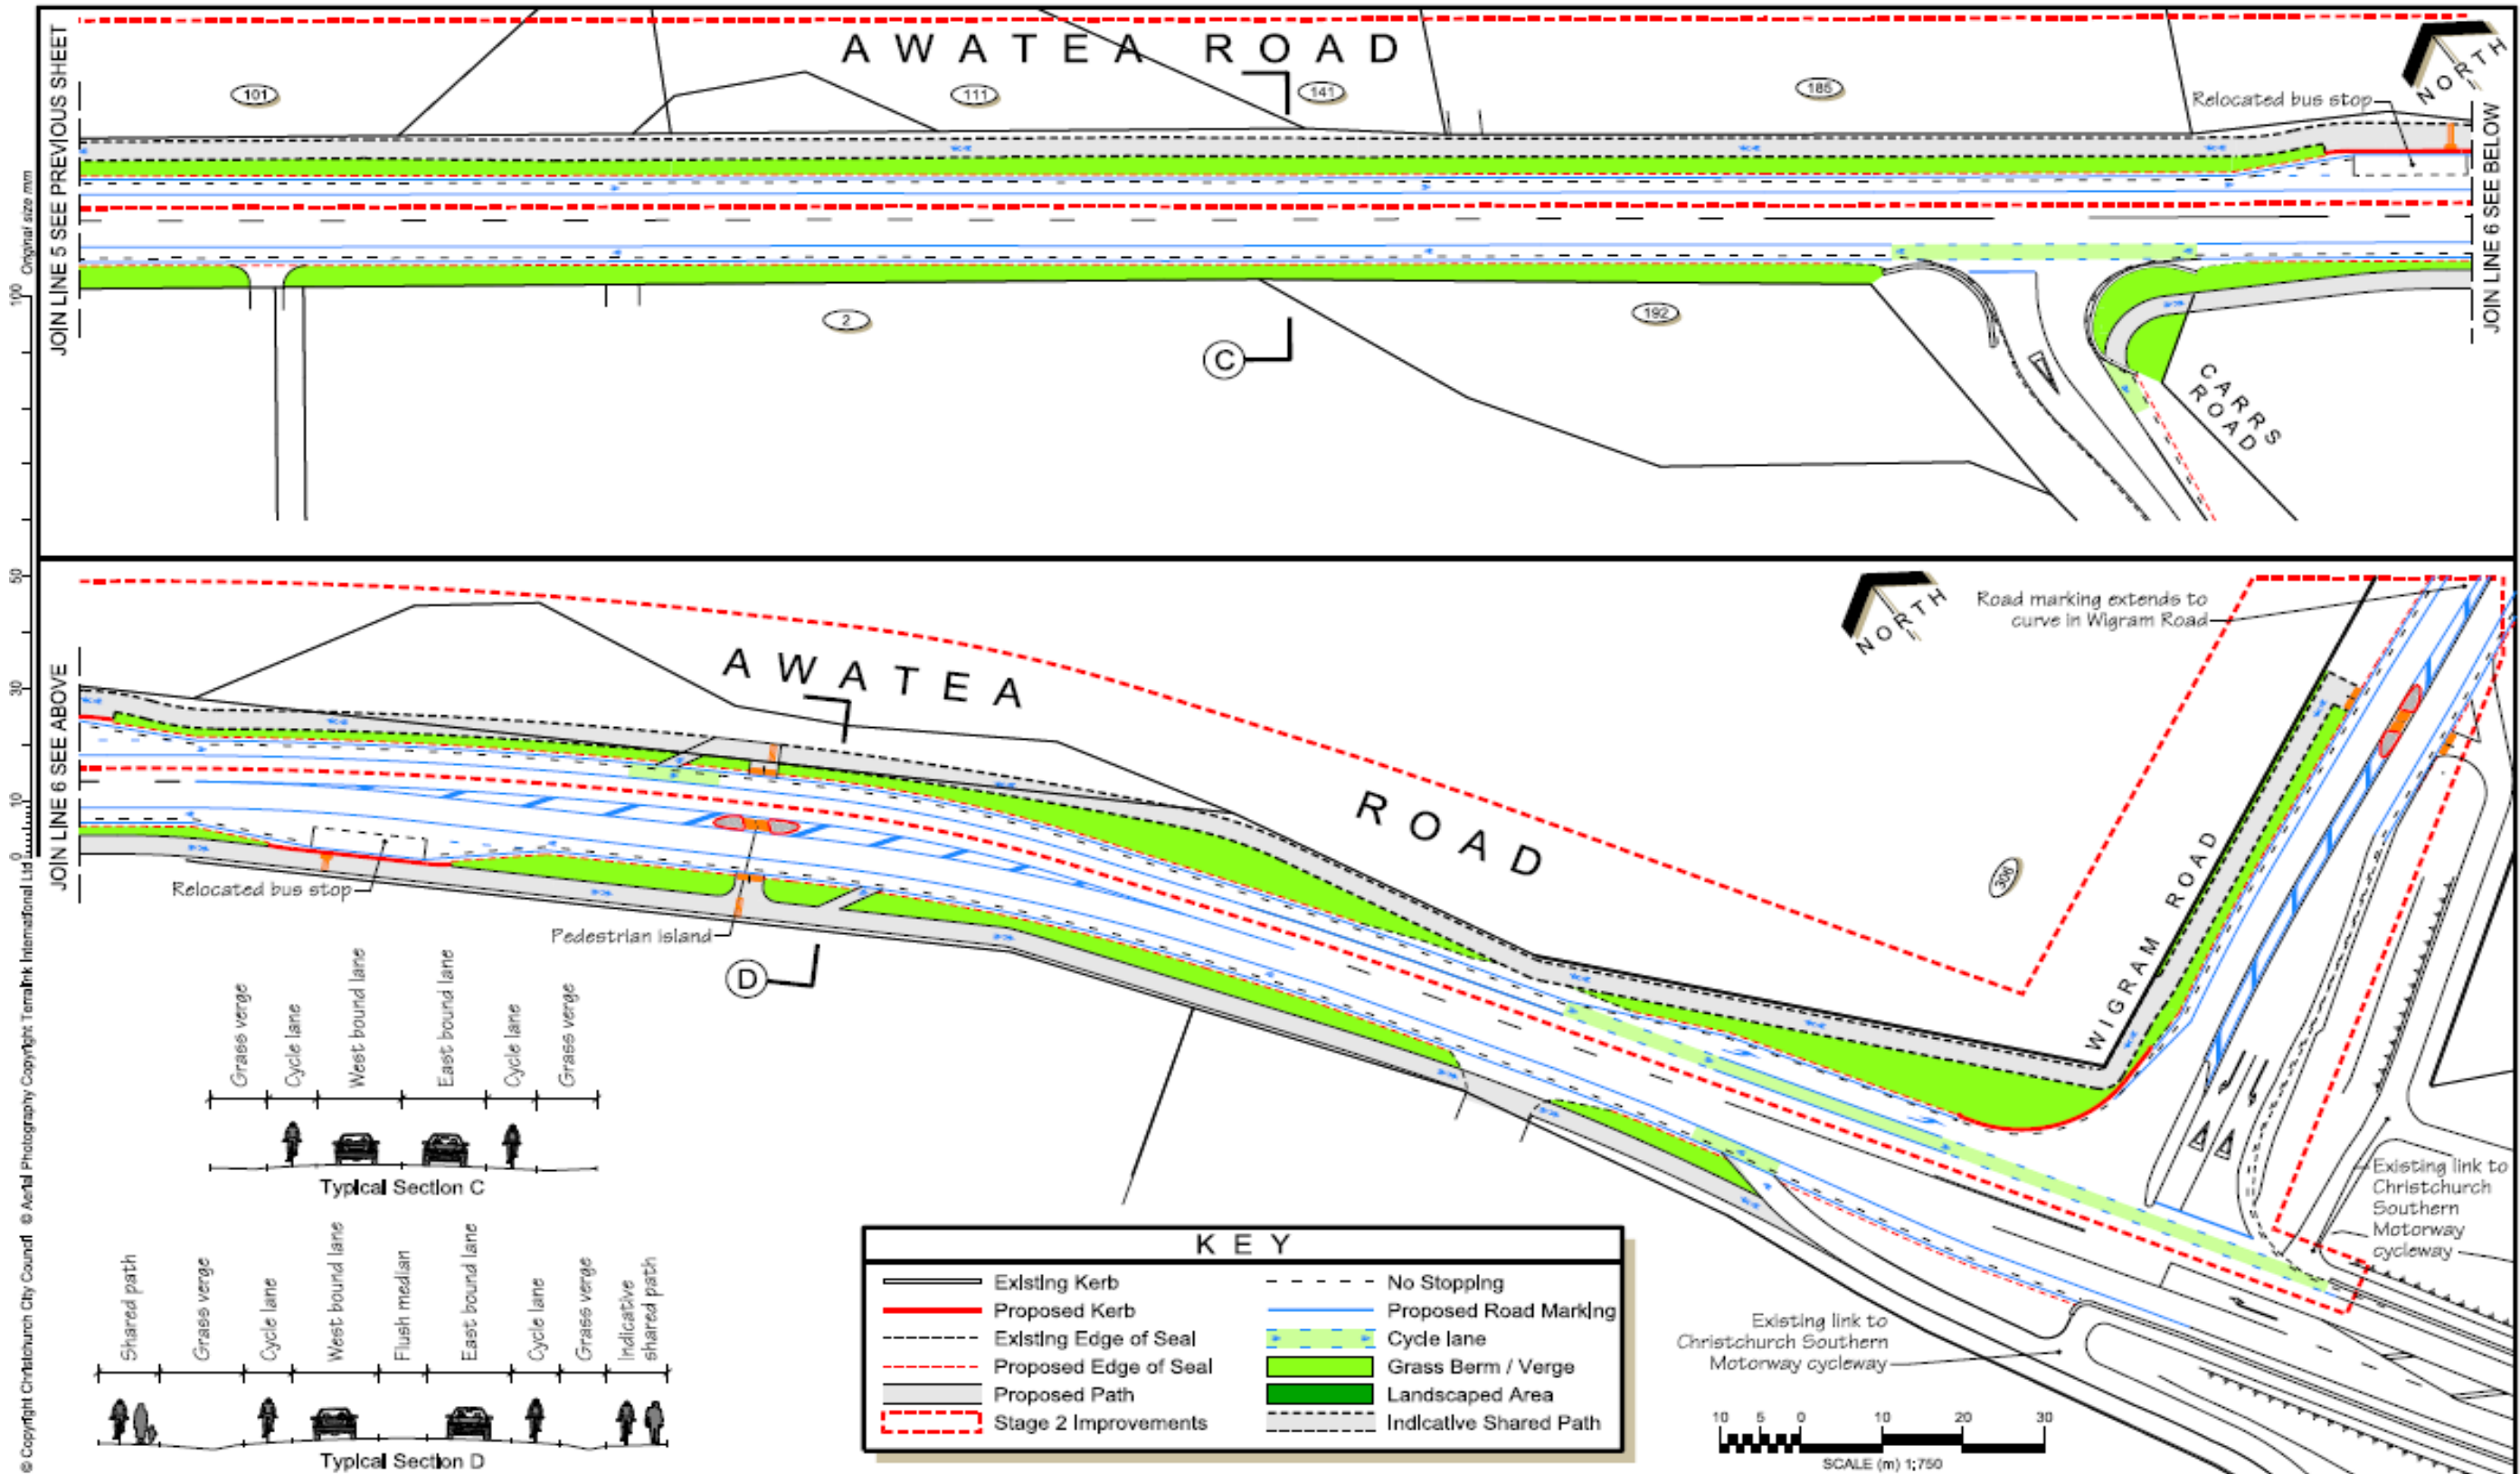 AWATEA ROAD
NORTH
101
111
141
185
Relocated bus stop
JOIN LINE 5 SEE PREVIOUS SHEET
JOIN LINE 6 SEE BELOW
2
192
C
CARRS
ROAD
Original size mm
100
50
30
10
0
JOIN LINE 6 SEE ABOVE
AWATEA
ROAD
NORTH
Road marking extends to
curve in Wigram Road
WIGRAM ROAD
306
Relocated bus stop
Pedestrian island
D
Grass verge
Cycle lane
West bound lane
East bound lane
Cycle lane
Grass verge
Typical Section C
Shared path
Grass verge
Cycle lane
West bound lane
Flush median
East bound lane
Cycle lane
Grass verge
Indicative
shared path
Typical Section D
KEY
Existing Kerb
Proposed Kerb
Existing Edge of Seal
Proposed Edge of Seal
Proposed Path
Stage 2 Improvements
No Stopping
Proposed Road Marking
Cycle lane
Grass Berm / Verge
Landscaped Area
Indicative Shared Path
Existing link to
Christchurch Southern
Motorway cycleway
Existing link to
Christchurch
Southern
Motorway
cycleway
10 5 0 10 20 30
SCALE (m) 1:750
© Copyright Christchurch City Council © Aerial Photography Copyright Terralink International Ltd